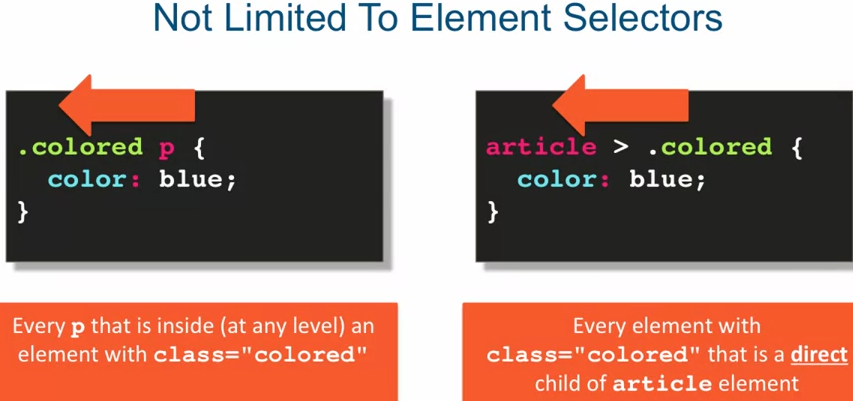 Not Limited To Element Selectors
.colored p {
color: blue;
}
Every p that is inside (at any level) an
element with class="colored"
article > .colored {
color: blue;
}
Every element with
class="colored" that is a direct
child of article element